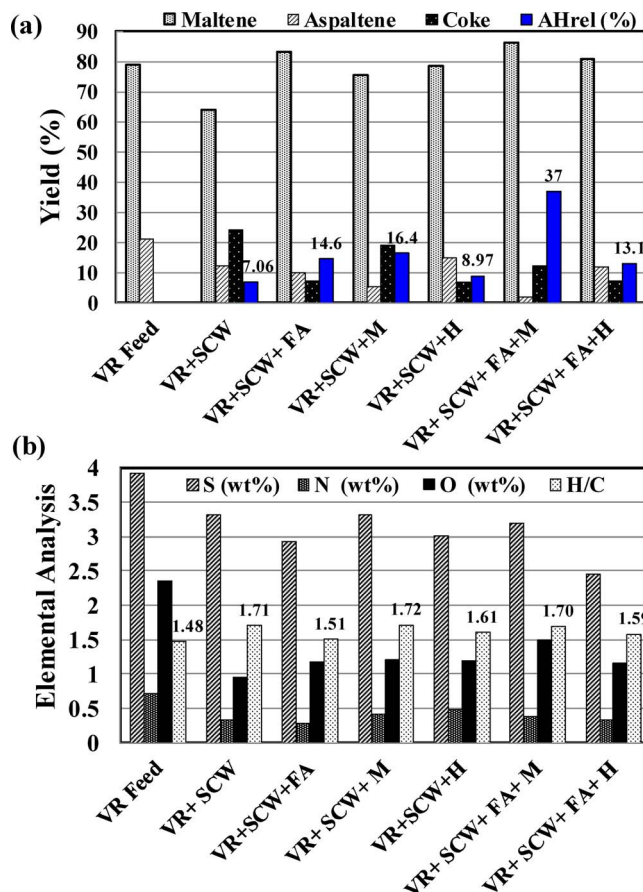 (a)
Maltene Aspaltene Coke AHrel (%)
Yield (%)
90
80
70
60
50
40
30
20
10
0
7.06
14.6
16.4
8.97
37
13.1
VR Feed
VR+SCW
VR+SCW+ FA
VR+SCW+M
VR+SCW+H
VR+ SCW+ FA+M
VR+SCW+ FA+H
(b)
S (wt%) N (wt%) O (wt%) H/C
Elemental Analysis
4
3.5
3
2.5
2
1.5
1
0.5
0
1.48
1.71
1.51
1.72
1.61
1.70
1.59
VR Feed
VR+ SCW
VR+SCW+FA
VR+ SCW+ M
VR+SCW+H
VR+ SCW+ FA+ M
VR+ SCW+ FA+ H